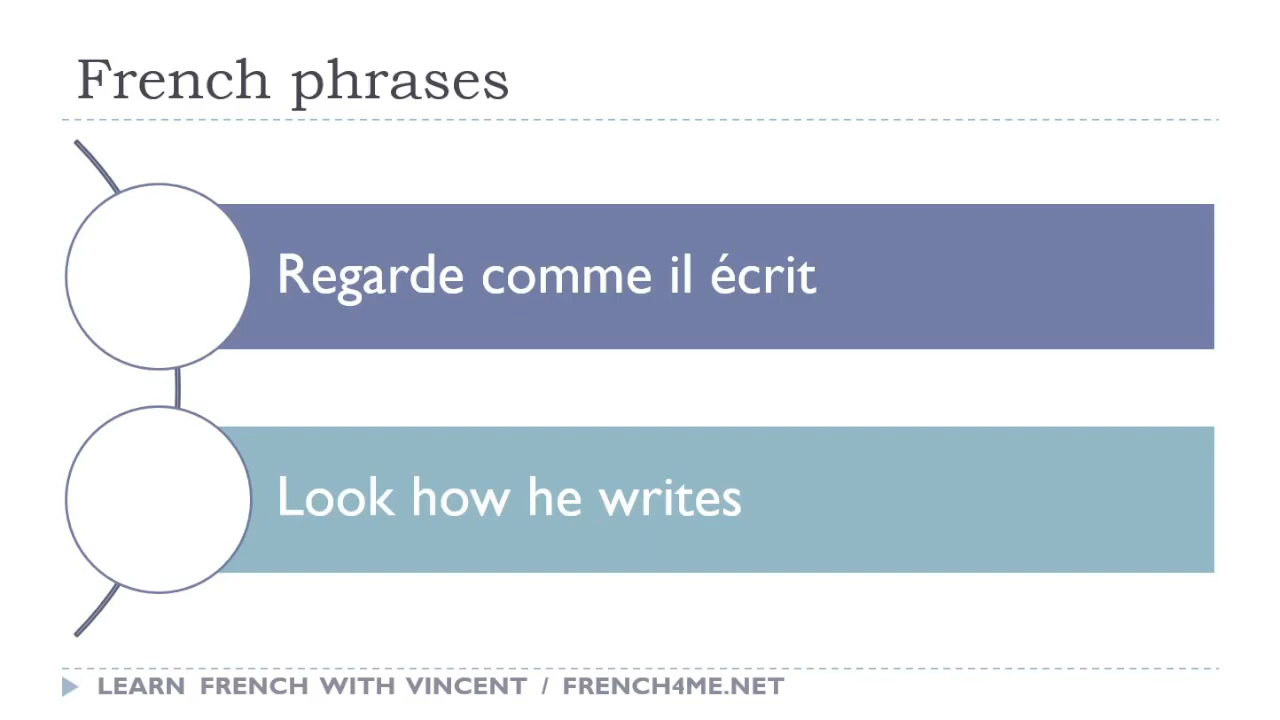 French phrases
Regarde comme il écrit
Look how he writes
LEARN FRENCH WITH VINCENT / FRENCH4ME.NET